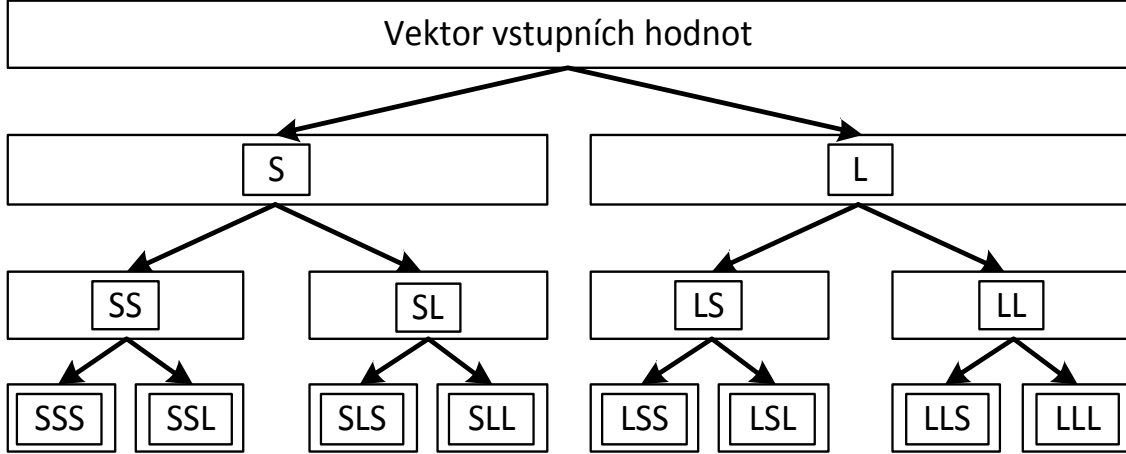 Vektor vstupních hodnot
S L
SS SL LS LL
SSS SSL SLS SLL LSS LSL LLS LLL